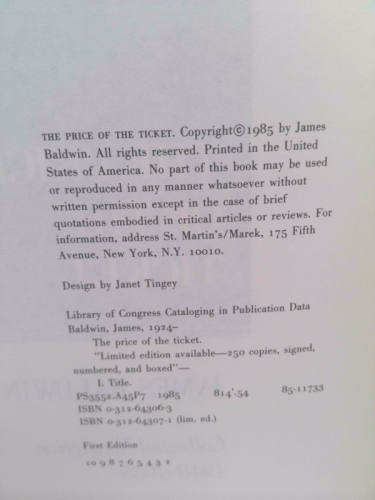 THE PRICE OF THE TICKET. Copyright©1985 by James
Baldwin. All rights reserved. Printed in the United
States of America. No part of this book may be used
or reproduced in any manner whatsoever without
written permission except in the case of brief
quotations embodied in critical articles or reviews. For
information, address St. Martin's/Marek, 175 Fifth
Avenue, New York, N.Y. 10010.
Design by Janet Tingey
Library of Congress Cataloging in Publication Data
Baldwin, James, 1924–
The price of the ticket.
"Limited edition available—250 copies, signed,
numbered, and boxed"—
I. Title.
PS3552.A45P7 1985 814'.54 85-11733
ISBN 0-312-64306-3
ISBN 0-312-64307-1 (lim. ed.)
First Edition
10 9 8 7 6 5 4 3 2